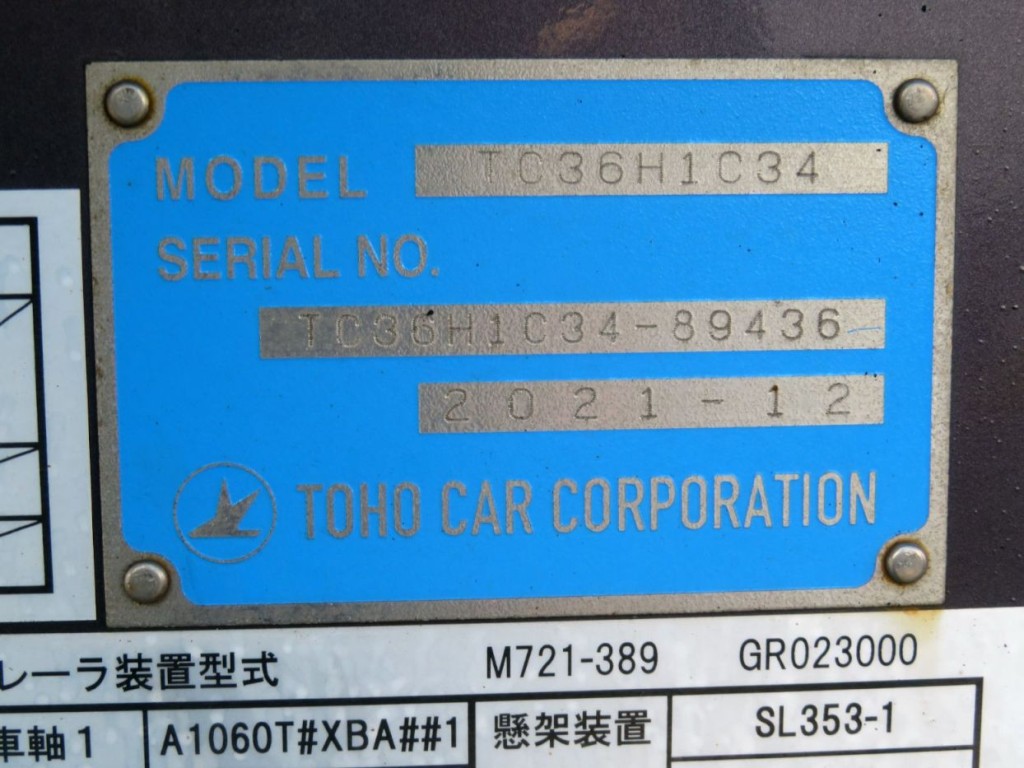 MODEL TC36H1C34
SERIAL NO.
TC36H1C34-89436
2021-12
TOHO CAR CORPORATION
レーラ装置型式 M721-389 GR023000
車軸1 A1060T#XBA##1 懸架装置 SL353-1